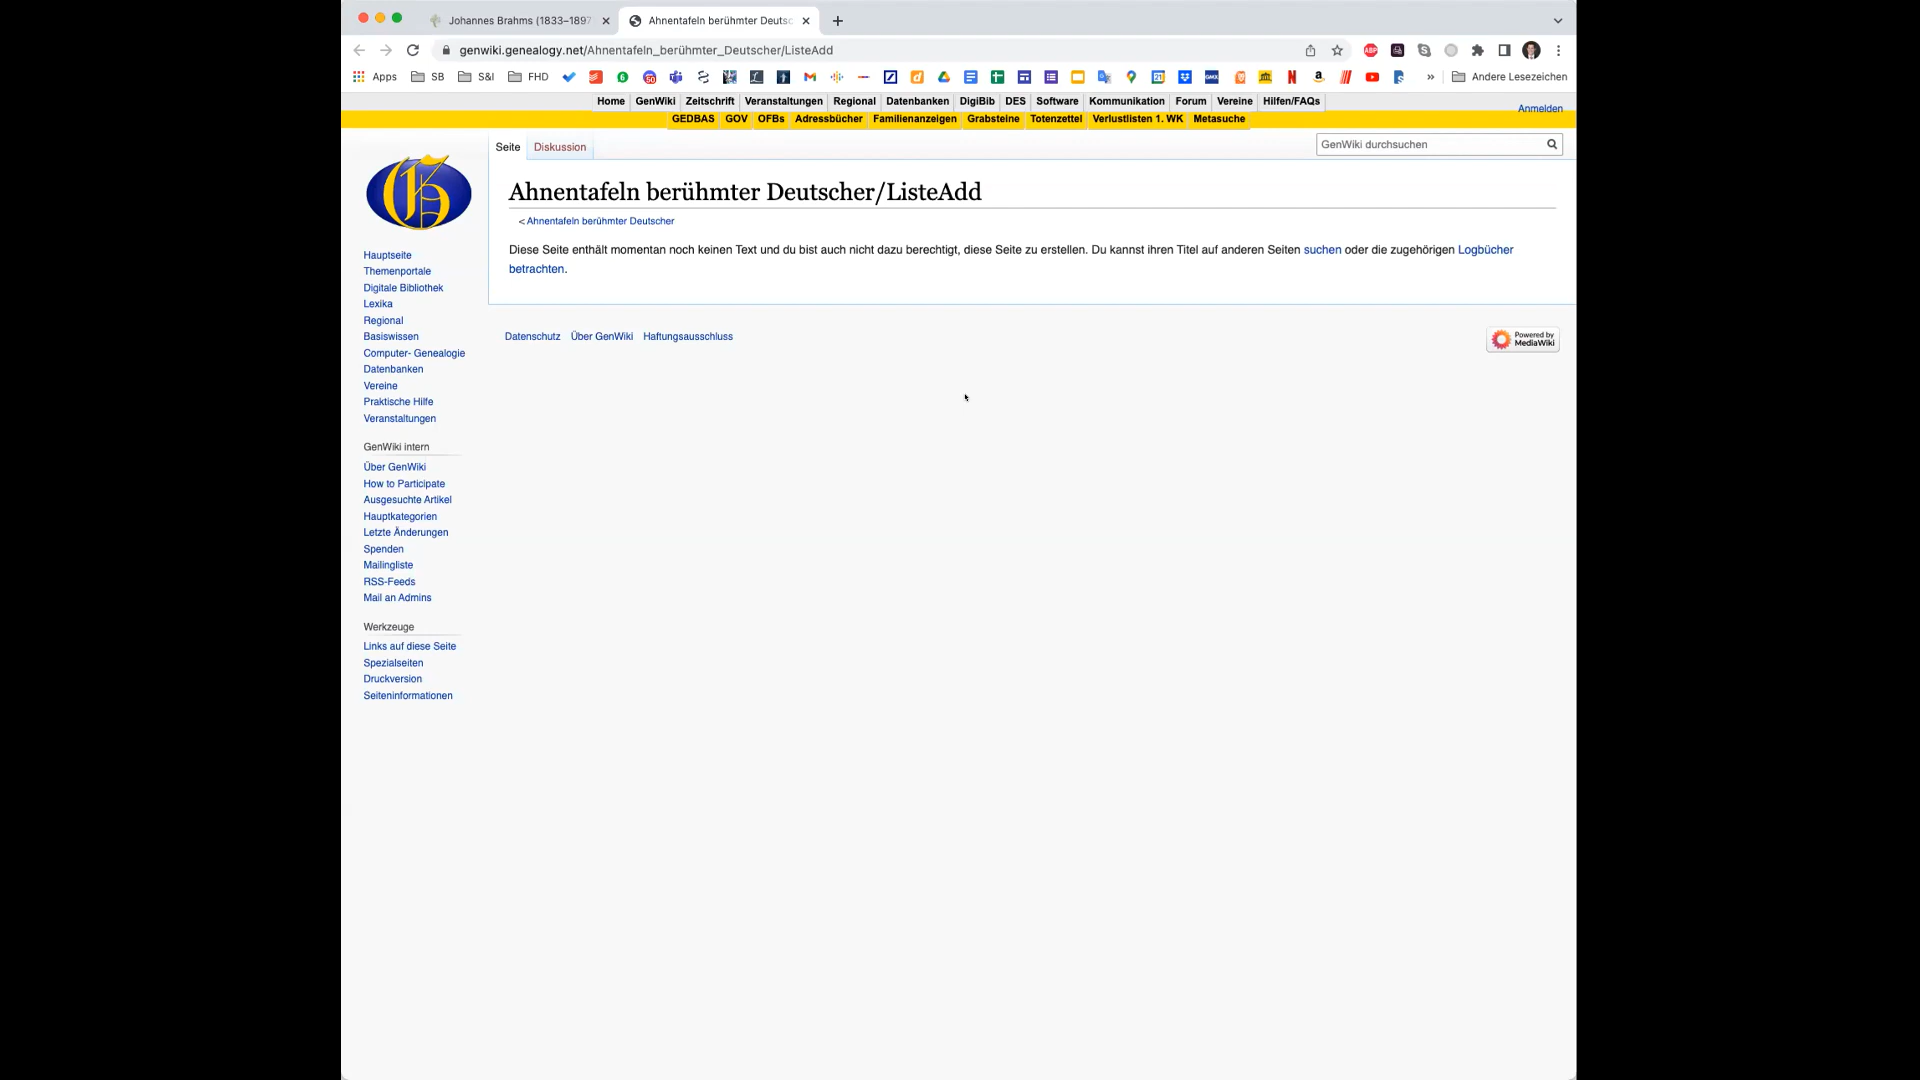 Johannes Brahms (1833–1897
Ahnentafeln berühmter Deutsc
genwiki.genealogy.net/Ahnentafeln_berühmter_Deutscher/ListeAdd
Apps SB S&I FHD Andere Lesezeichen
Home GenWiki Zeitschrift Veranstaltungen Regional Datenbanken DigiBib DES Software Kommunikation Forum Vereine Hilfen/FAQs
Anmelden
GEDBAS GOV OFBs Adressbücher Familienanzeigen Grabsteine Totenzettel Verlustlisten 1. WK Metasuche
Seite Diskussion
GenWiki durchsuchen
Ahnentafeln berühmter Deutscher/ListeAdd
< Ahnentafeln berühmter Deutscher
Diese Seite enthält momentan noch keinen Text und du bist auch nicht dazu berechtigt, diese Seite zu erstellen. Du kannst ihren Titel auf anderen Seiten suchen oder die zugehörigen Logbücher
betrachten.
Datenschutz Über GenWiki Haftungsausschluss
Powered by
MediaWiki
Hauptseite
Themenportale
Digitale Bibliothek
Lexika
Regional
Basiswissen
Computer- Genealogie
Datenbanken
Vereine
Praktische Hilfe
Veranstaltungen
GenWiki intern
Über GenWiki
How to Participate
Ausgesuchte Artikel
Hauptkategorien
Letzte Änderungen
Spenden
Mailingliste
RSS-Feeds
Mail an Admins
Werkzeuge
Links auf diese Seite
Spezialseiten
Druckversion
Seiteninformationen